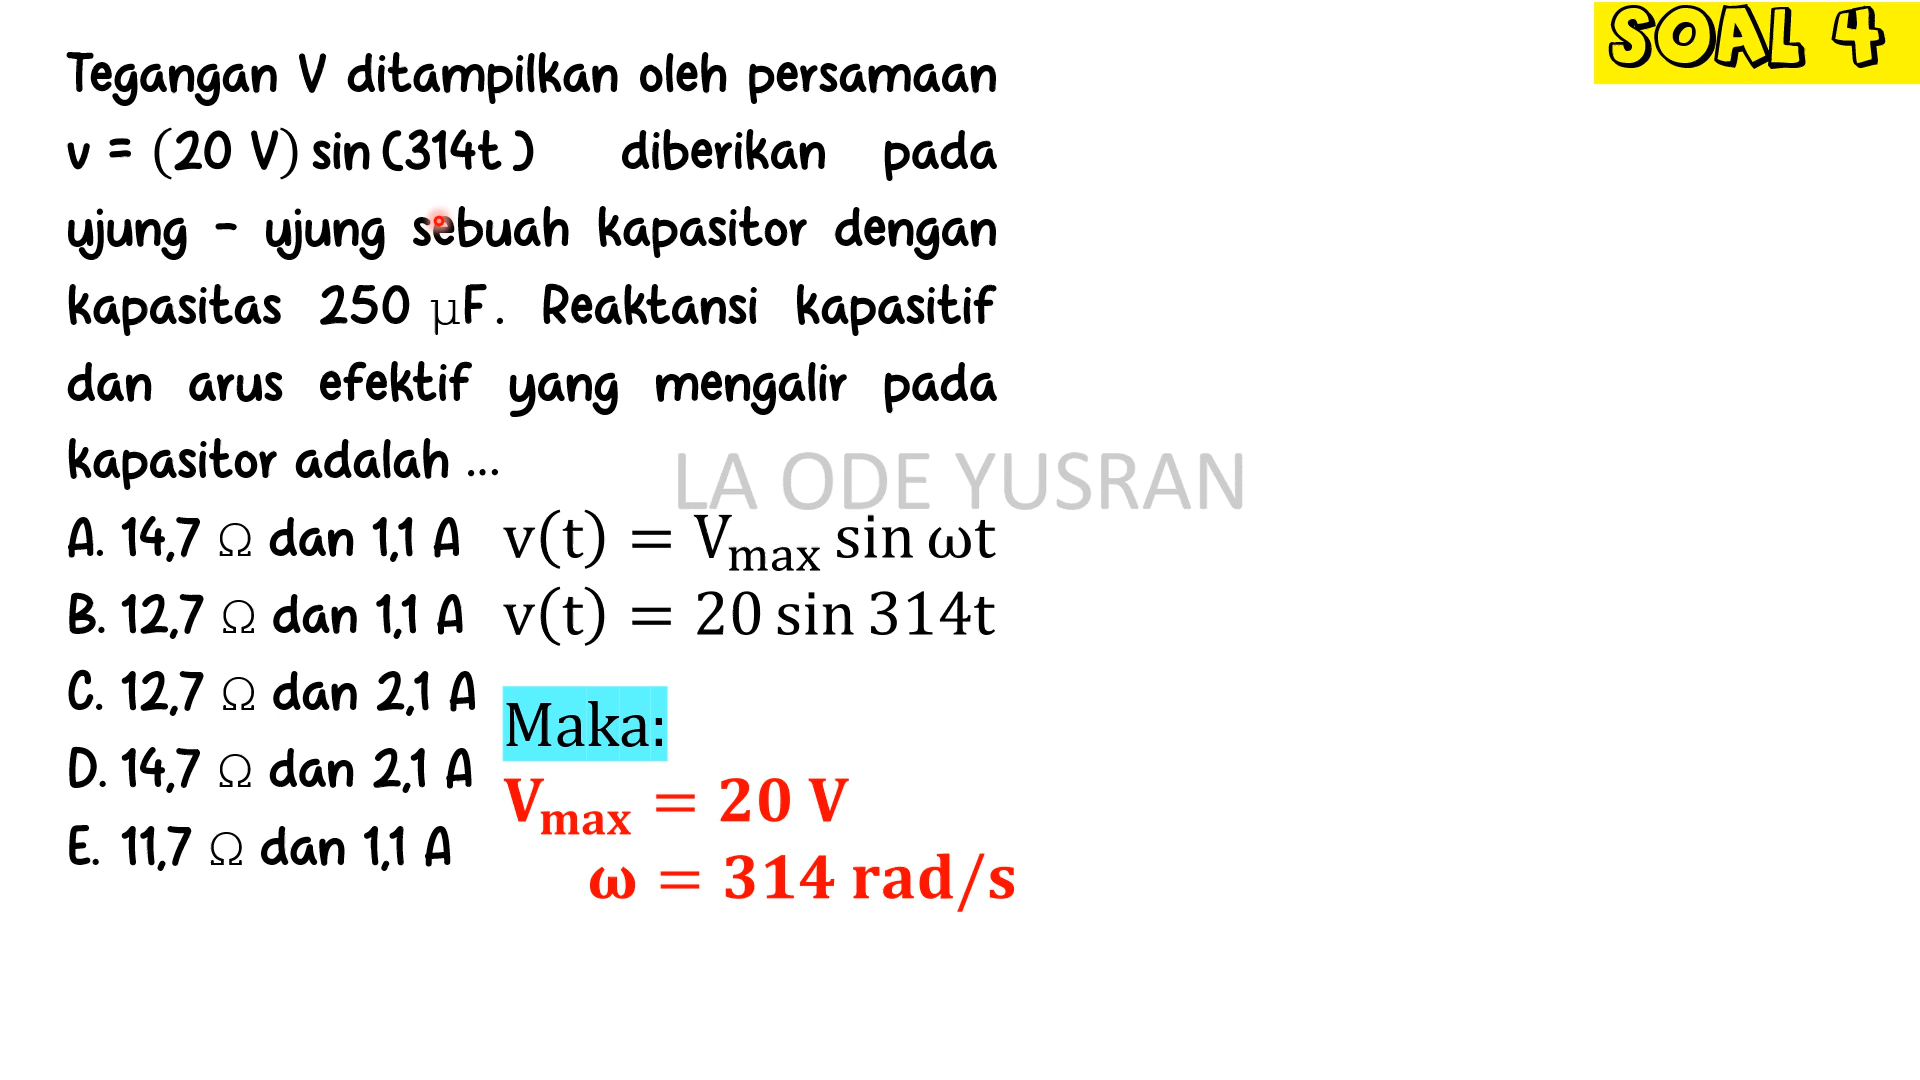 SOAL 4
Tegangan V ditampilkan oleh persamaan
v = (20 V) sin (314t ) diberikan pada
ujung - ujung sebuah kapasitor dengan
kapasitas 250 μF. Reaktansi kapasitif
dan arus efektif yang mengalir pada
kapasitor adalah ...
LA ODE YUSRAN
A. 14,7 Ω dan 1,1 A
B. 12,7 Ω dan 1,1 A
C. 12,7 Ω dan 2,1 A
D. 14,7 Ω dan 2,1 A
E. 11,7 Ω dan 1,1 A
v(t) = Vmax sin ωt
v(t) = 20 sin 314t
Maka:
Vmax = 20 V
ω = 314 rad/s